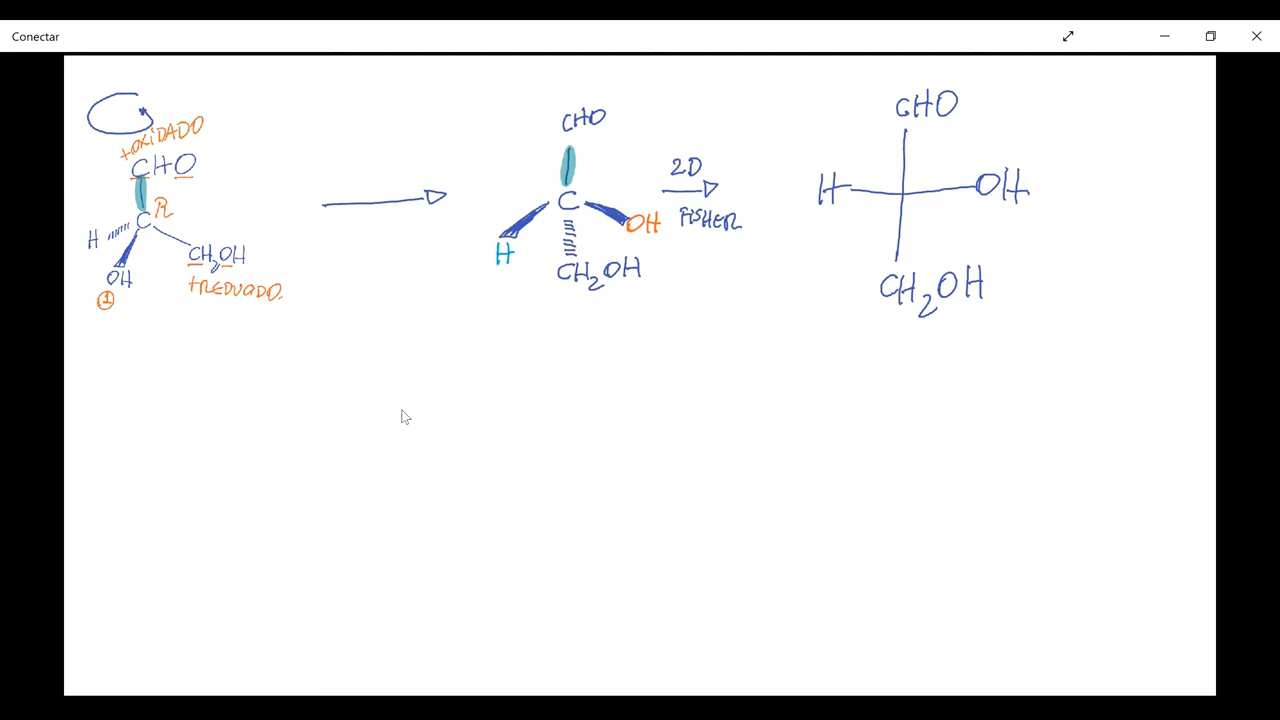 Conectar
+OXIDADO
CHO
C R
H
OH
CH2OH
①
+REDUCIDO.
CHO
C
H
OH
CH2OH
2D
FISHER
CHO
H
OH
CH2OH